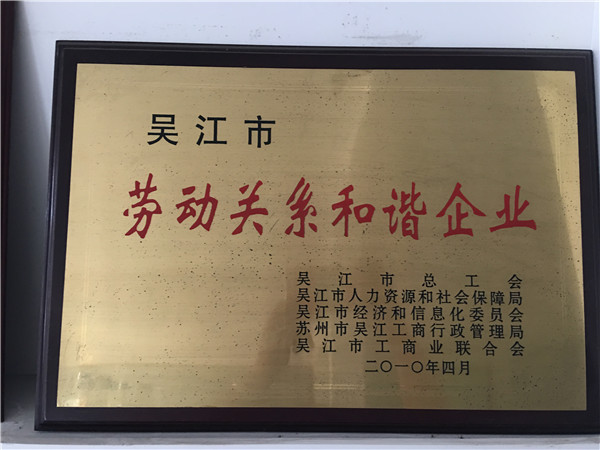 吴江市
劳动关系和谐企业
吴江市总工会
吴江市人力资源和社会保障局
吴江市经济和信息化委员会
苏州市吴江工商行政管理局
吴江市工商业联合会
二〇一〇年四月